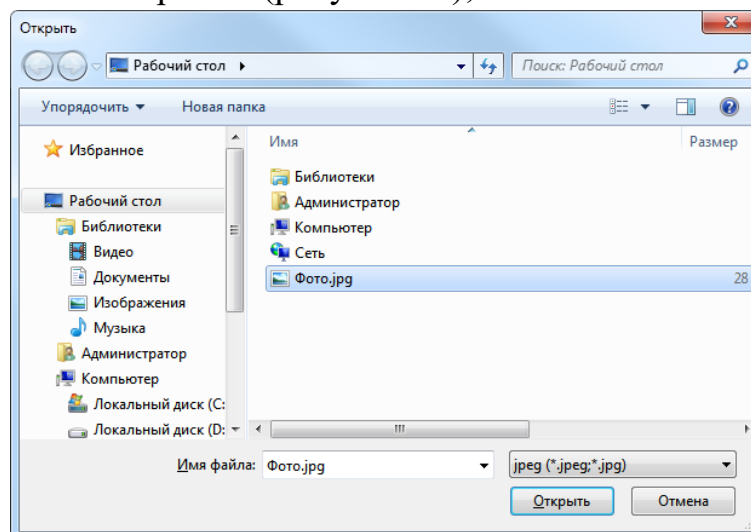 Открыть
Рабочий стол
Поиск: Рабочий стол
Упорядочить
Новая папка
Избранное
Рабочий стол
Библиотеки
Видео
Документы
Изображения
Музыка
Администратор
Компьютер
Локальный диск (C:
Локальный диск (D:
Имя
Размер
Библиотеки
Администратор
Компьютер
Сеть
Фото.jpg
28
Имя файла:
Фото.jpg
jpeg (*.jpeg;*.jpg)
Открыть
Отмена